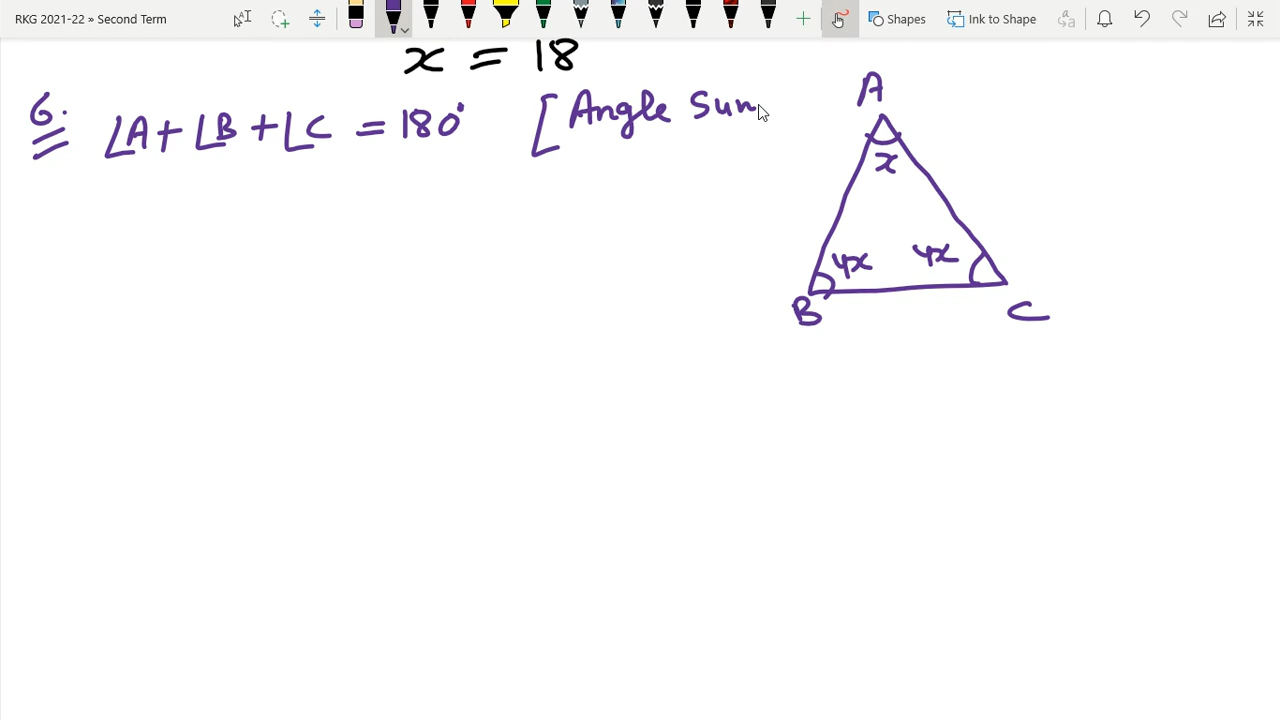 RKG 2021-22 » Second Term
Shapes
Ink to Shape
x = 18
6. ∠A + ∠B + ∠C = 180° [Angle Sum
A
x
4x 4x
B
C